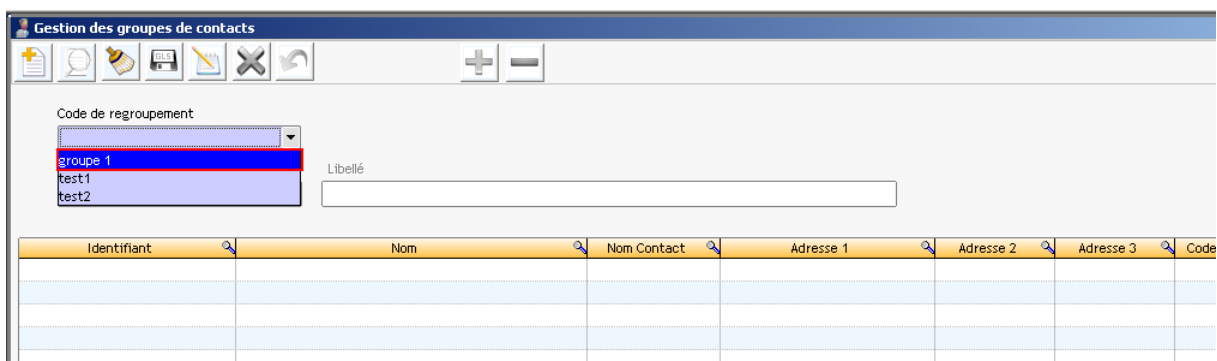 Gestion des groupes de contacts
GLS
Code de regroupement
groupe 1
test1
test2
Libellé
Identifiant Nom Nom Contact Adresse 1 Adresse 2 Adresse 3 Code